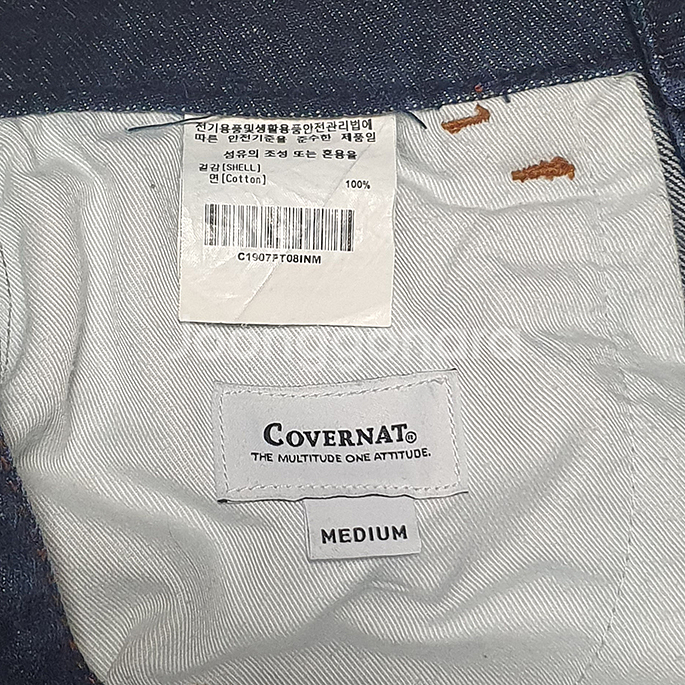 전기용품및생활용품안전관리법에
따른 안전기준을 준수한 제품임
섬유의 조성 또는 혼용율
겉감[SHELL]
면[Cotton] 100%
C1907FT08INM
Joonggonara
COVERNAT®
THE MULTITUDE ONE ATTITUDE.
MEDIUM